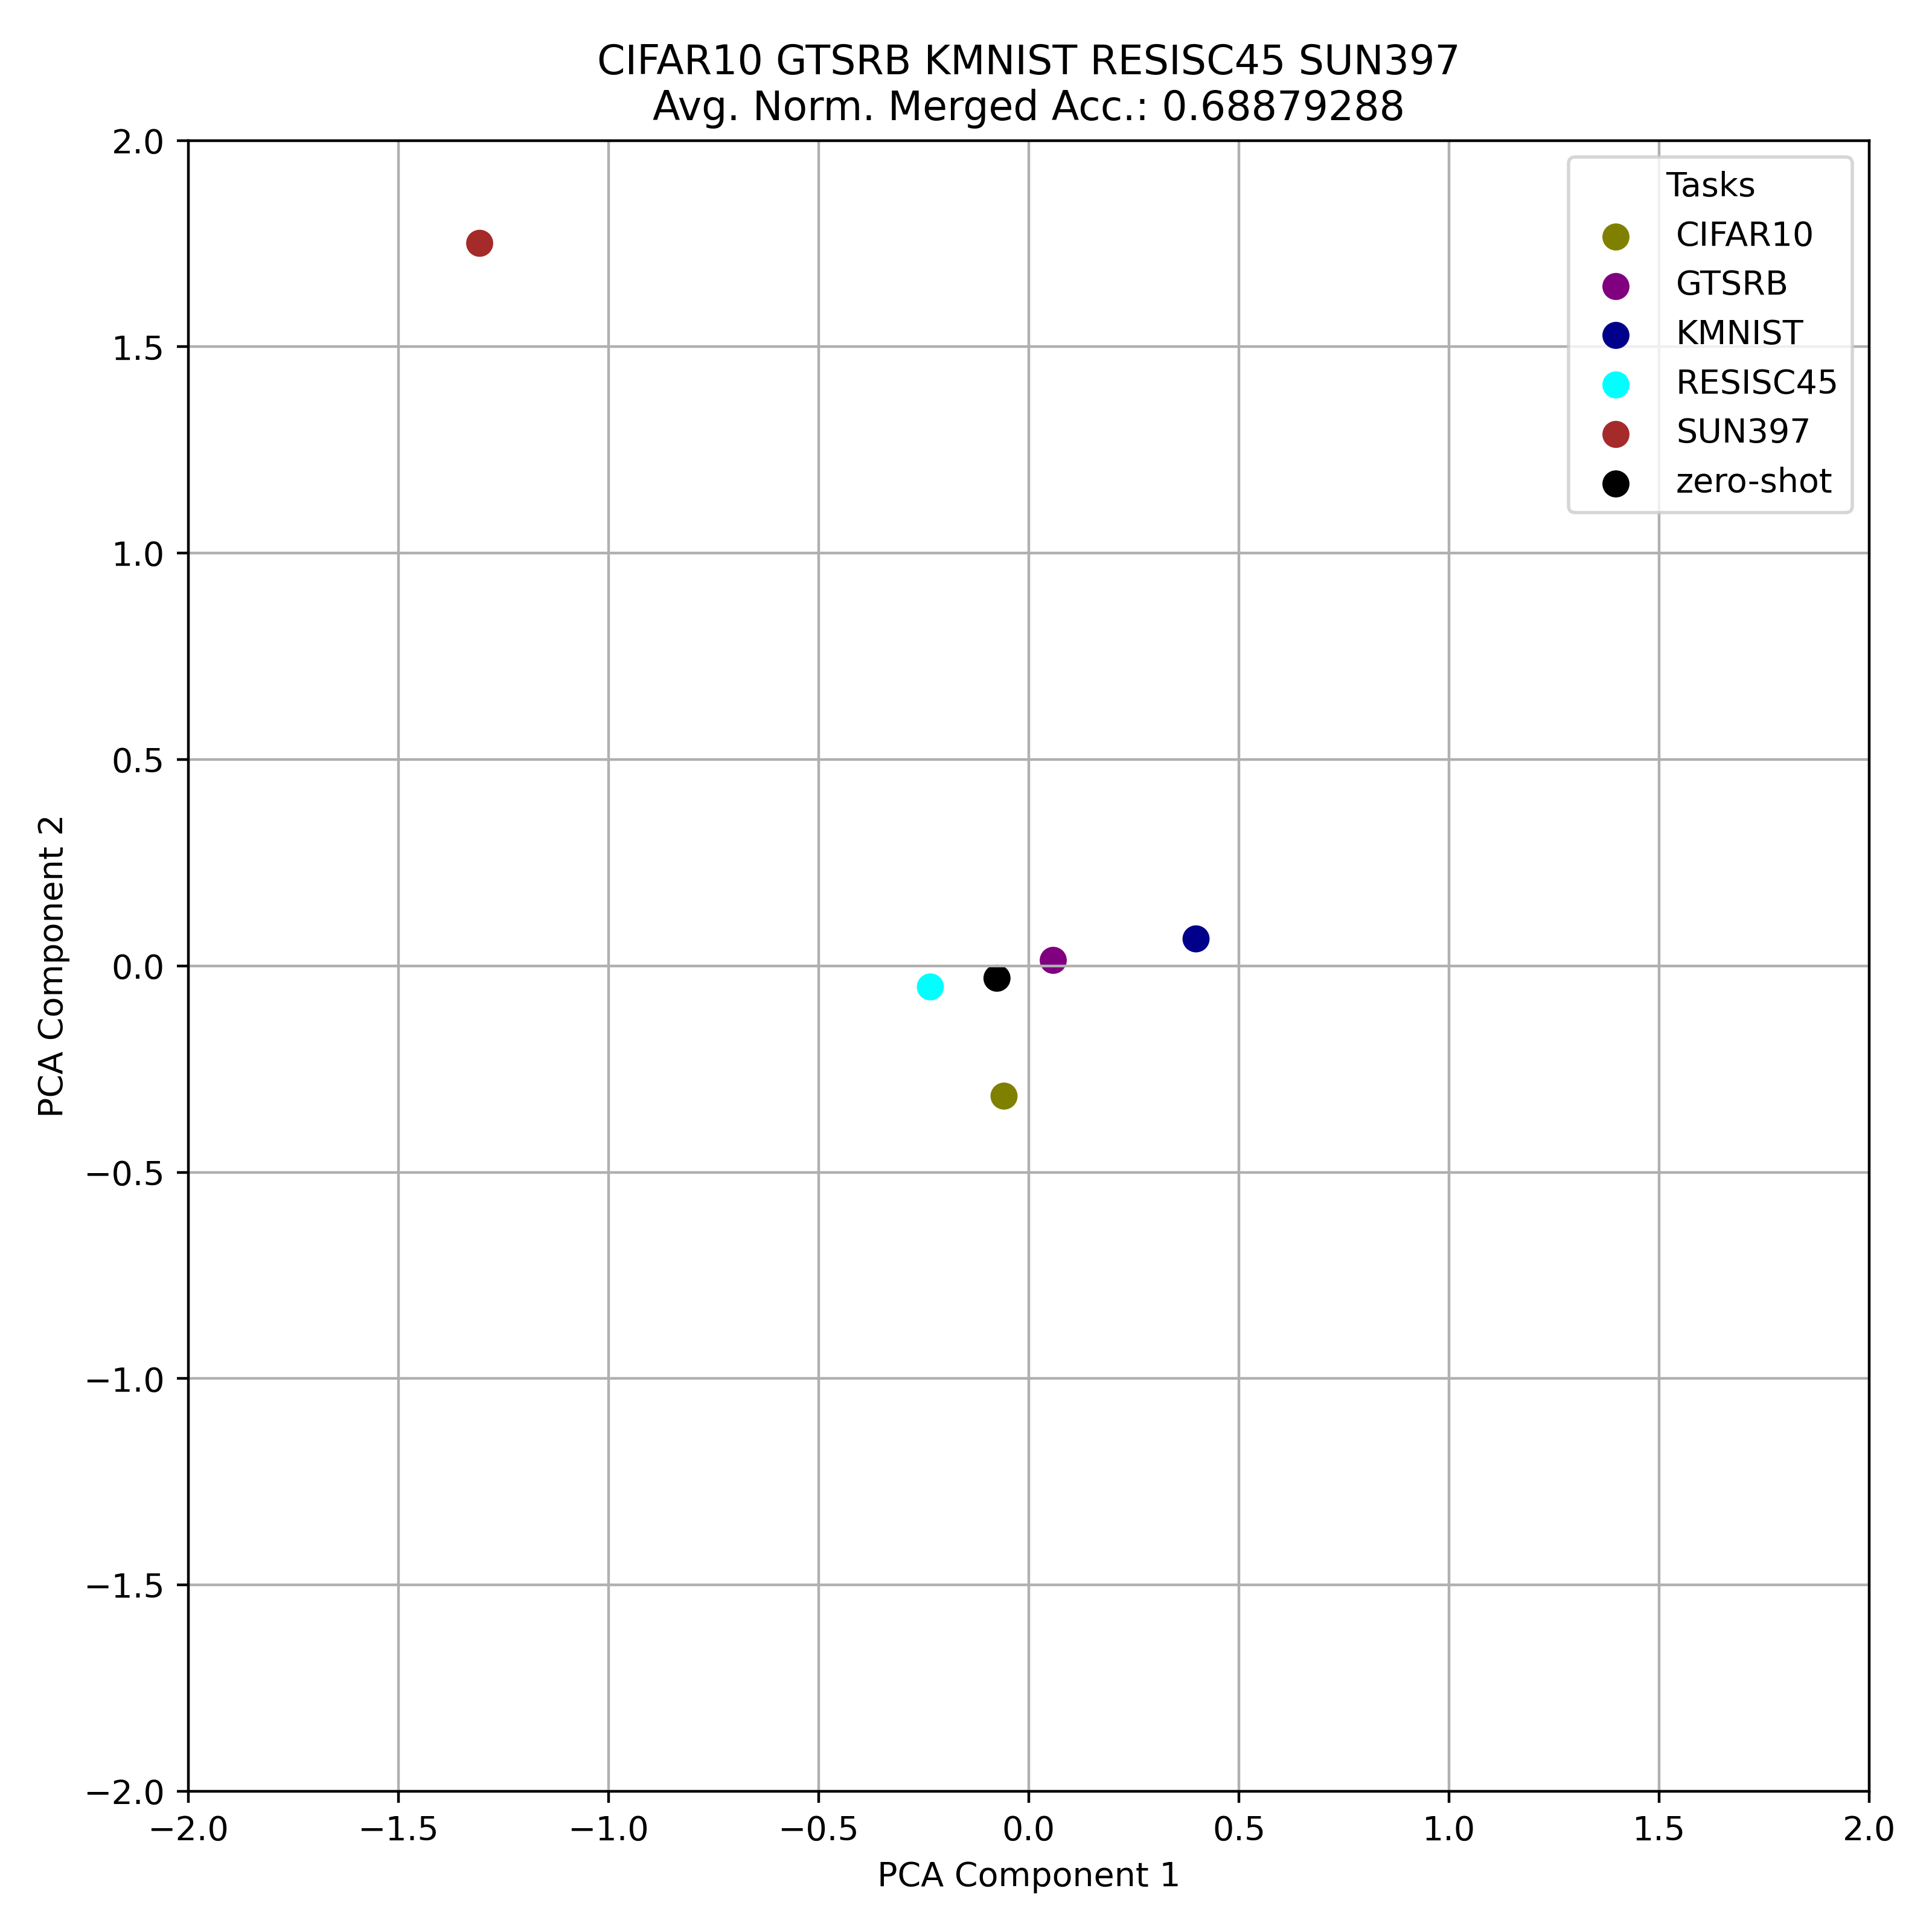 CIFAR10 GTSRB KMNIST RESISC45 SUN397
Avg. Norm. Merged Acc.: 0.68879288
Tasks
CIFAR10
GTSRB
KMNIST
RESISC45
SUN397
zero-shot
2.0
1.5
1.0
0.5
0.0
−0.5
−1.0
−1.5
−2.0
PCA Component 2
−2.0 −1.5 −1.0 −0.5 0.0 0.5 1.0 1.5 2.0
PCA Component 1